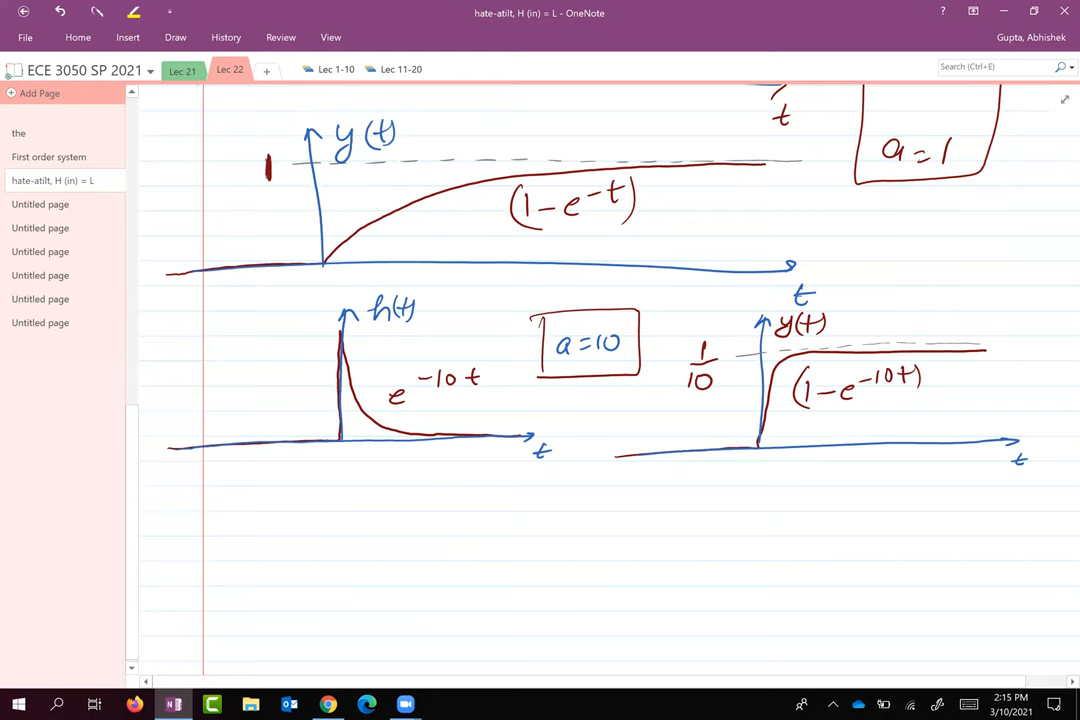 hate-atilt, H (in) = L - OneNote
File Home Insert Draw History Review View
Gupta, Abhishek
ECE 3050 SP 2021
Lec 21
Lec 22
Lec 1-10
Lec 11-20
Search (Ctrl+E)
Add Page
the
First order system
hate-atilt, H (in) = L
Untitled page
Untitled page
Untitled page
Untitled page
Untitled page
Untitled page
t
a = 1
y(t)
1
(1 - e^-t)
t
h(t)
a = 10
e^-10t
t
y(t)
1/10
(1 - e^-10t)
t
2:15 PM
3/10/2021